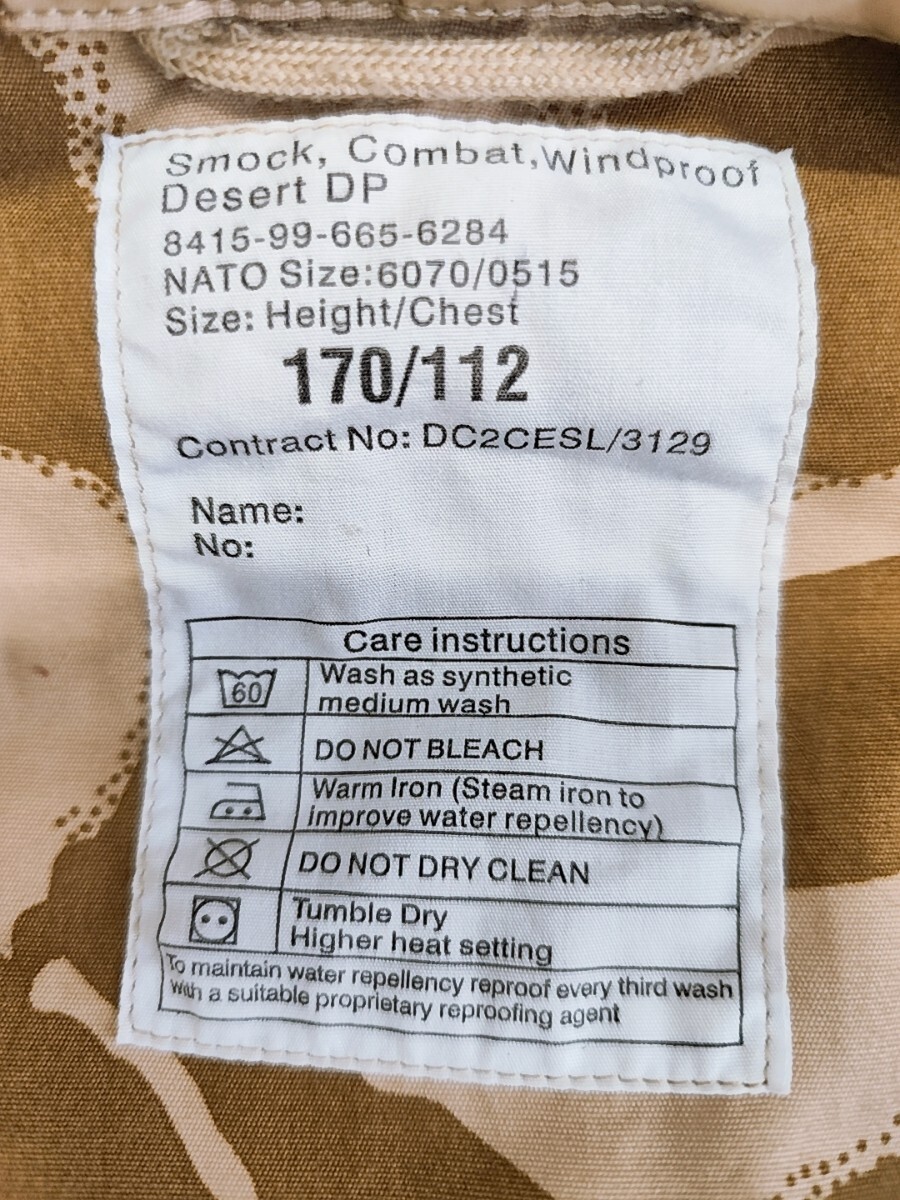 Smock, Combat,Windproof
Desert DP
8415-99-665-6284
NATO Size:6070/0515
Size: Height/Chest
170/112
Contract No: DC2CESL/3129
Name:
No:
Care instructions
60
Wash as synthetic
medium wash
DO NOT BLEACH
Warm Iron (Steam iron to
improve water repellency)
DO NOT DRY CLEAN
Tumble Dry
Higher heat setting
To maintain water repellency reproof every third wash
with a suitable proprietary reproofing agent